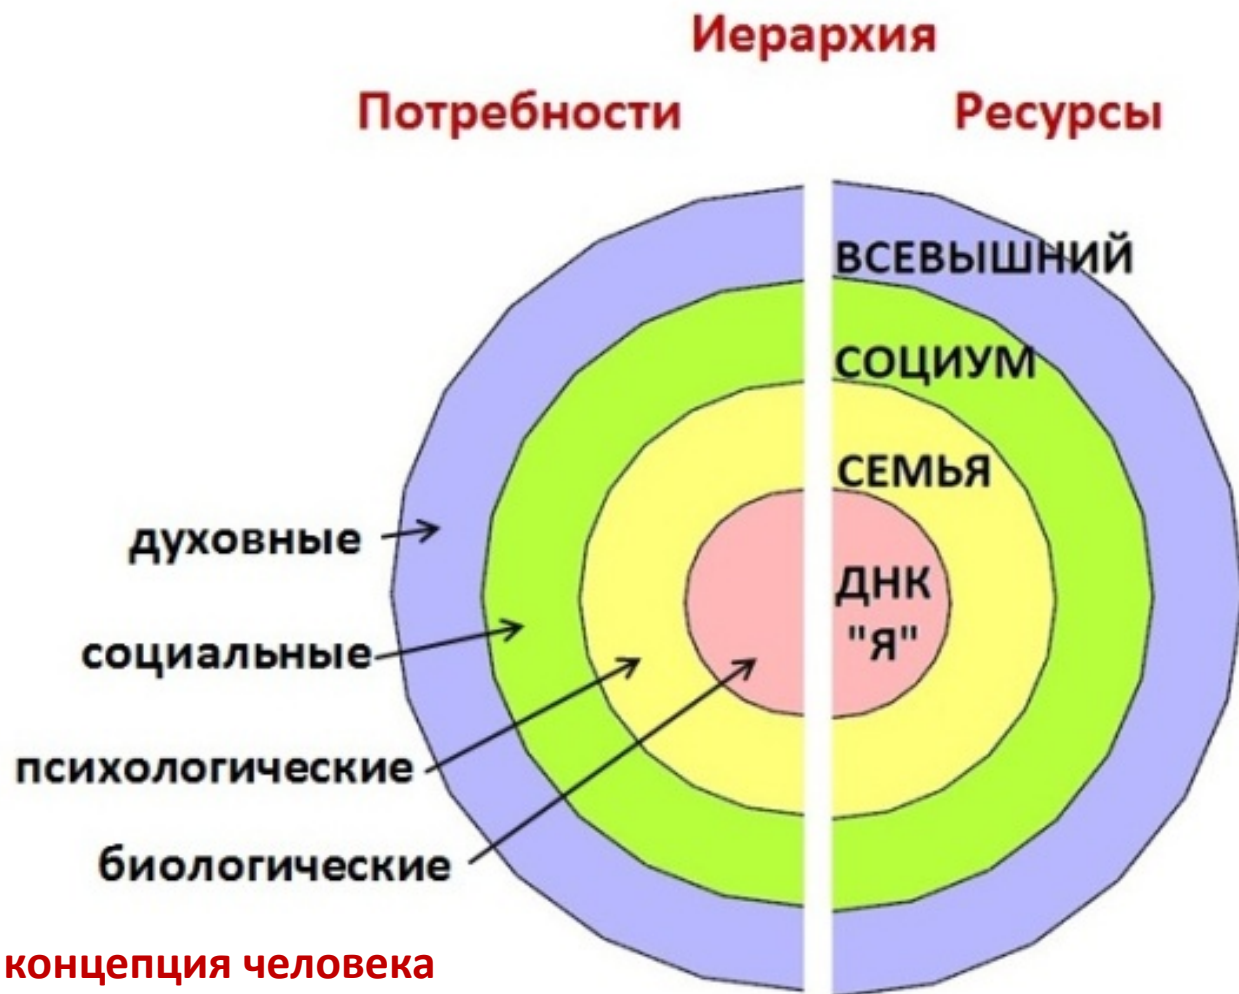 Иерархия
Потребности
Ресурсы
ВСЕВЫШНИЙ
СОЦИУМ
СЕМЬЯ
ДНК
"Я"
духовные
социальные
психологические
биологические
концепция человека